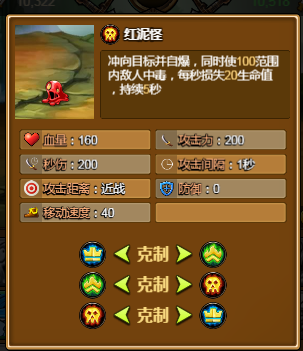 红泥怪
冲向目标并自爆，同时使100范围
内敌人中毒，每秒损失20生命值
，持续5秒
血量：160
攻击力：200
秒伤：200
攻击间隔：1秒
攻击距离：近战
防御：0
移动速度：40
克制
克制
克制